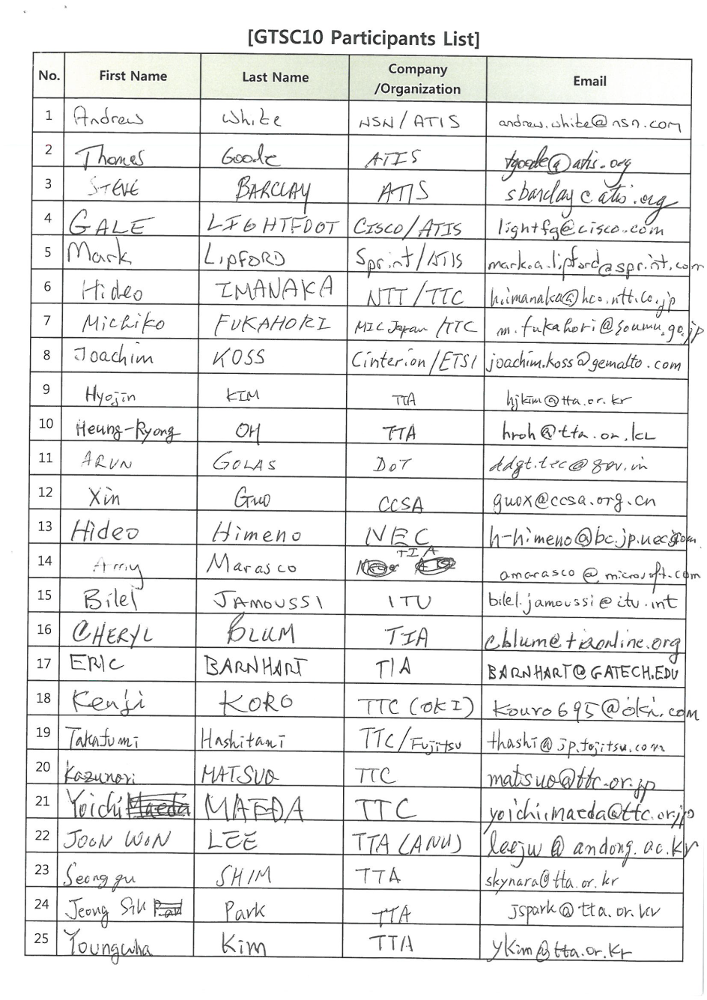 [GTSC10 Participants List]
No. First Name Last Name Company /Organization Email
1 Andrew White NSN/ATIS andrew.white@nsn.com
2 Thomas Goode ATIS tgoode@atis.org
3 STEVE BARCLAY ATIS sbarclay@atis.org
4 GALE LIGHTFOOT CISCO/ATIS lightfg@cisco.com
5 Mark LIPFORD Sprint/ATIS mark.a.lipford@sprint.com
6 Hideo IMANAKA NTT/TTC hiimanaka@hco.ntt.co.jp
7 Michiko FUKAHORI MIC Japan/TTC m.fukahori@soumu.go.jp
8 Joachim KOSS Cinterion/ETSI joachim.koss@gemalto.com
9 Hyojin KIM TTA hjkim@tta.or.kr
10 Heung-Ryong OH TTA hroh@tta.or.kr
11 ARUN GOLAS DoT ddgt.tec@gov.in
12 Xin Guo CCSA guox@ccsa.org.cn
13 Hideo Himeno NEC h-himeno@bc.jp.nec.com
14 Amy Marasco TIA amarasco@microsoft.com
15 Bilel JAMOUSSI ITU bilel.jamoussi@itu.int
16 CHERYL BLUM TIA cblum@tiaonline.org
17 ERIC BARNHART TIA BARNHART@GATECH.EDU
18 Kenji KORO TTC (OKI) kouro695@oki.com
19 Takafumi Hashitani TTC/Fujitsu thashi@jp.fujitsu.com
20 Kazunori MATSUO TTC matsuo@ttc.or.jp
21 Yoichi Maeda MAEDA TTC yoichi.maeda@ttc.or.jp
22 JOON WON LEE TTA (ANU) leejw@andong.ac.kr
23 Seonggu SHIM TTA skynara@tta.or.kr
24 Jeong Sik Park TTA jspark@tta.or.kr
25 Youngwha Kim TTA ykim@tta.or.kr